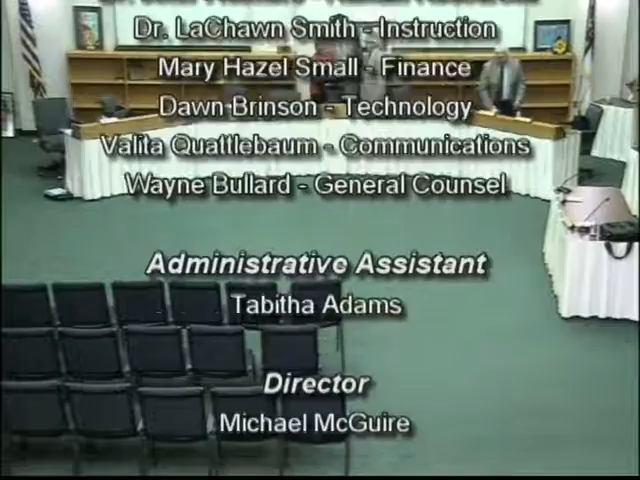 Dr. LaChawn Smith - Instruction
Mary Hazel Small - Finance
Dawn Brinson - Technology
Valita Quattlebaum - Communications
Wayne Bullard - General Counsel
Administrative Assistant
Tabitha Adams
Director
Michael McGuire